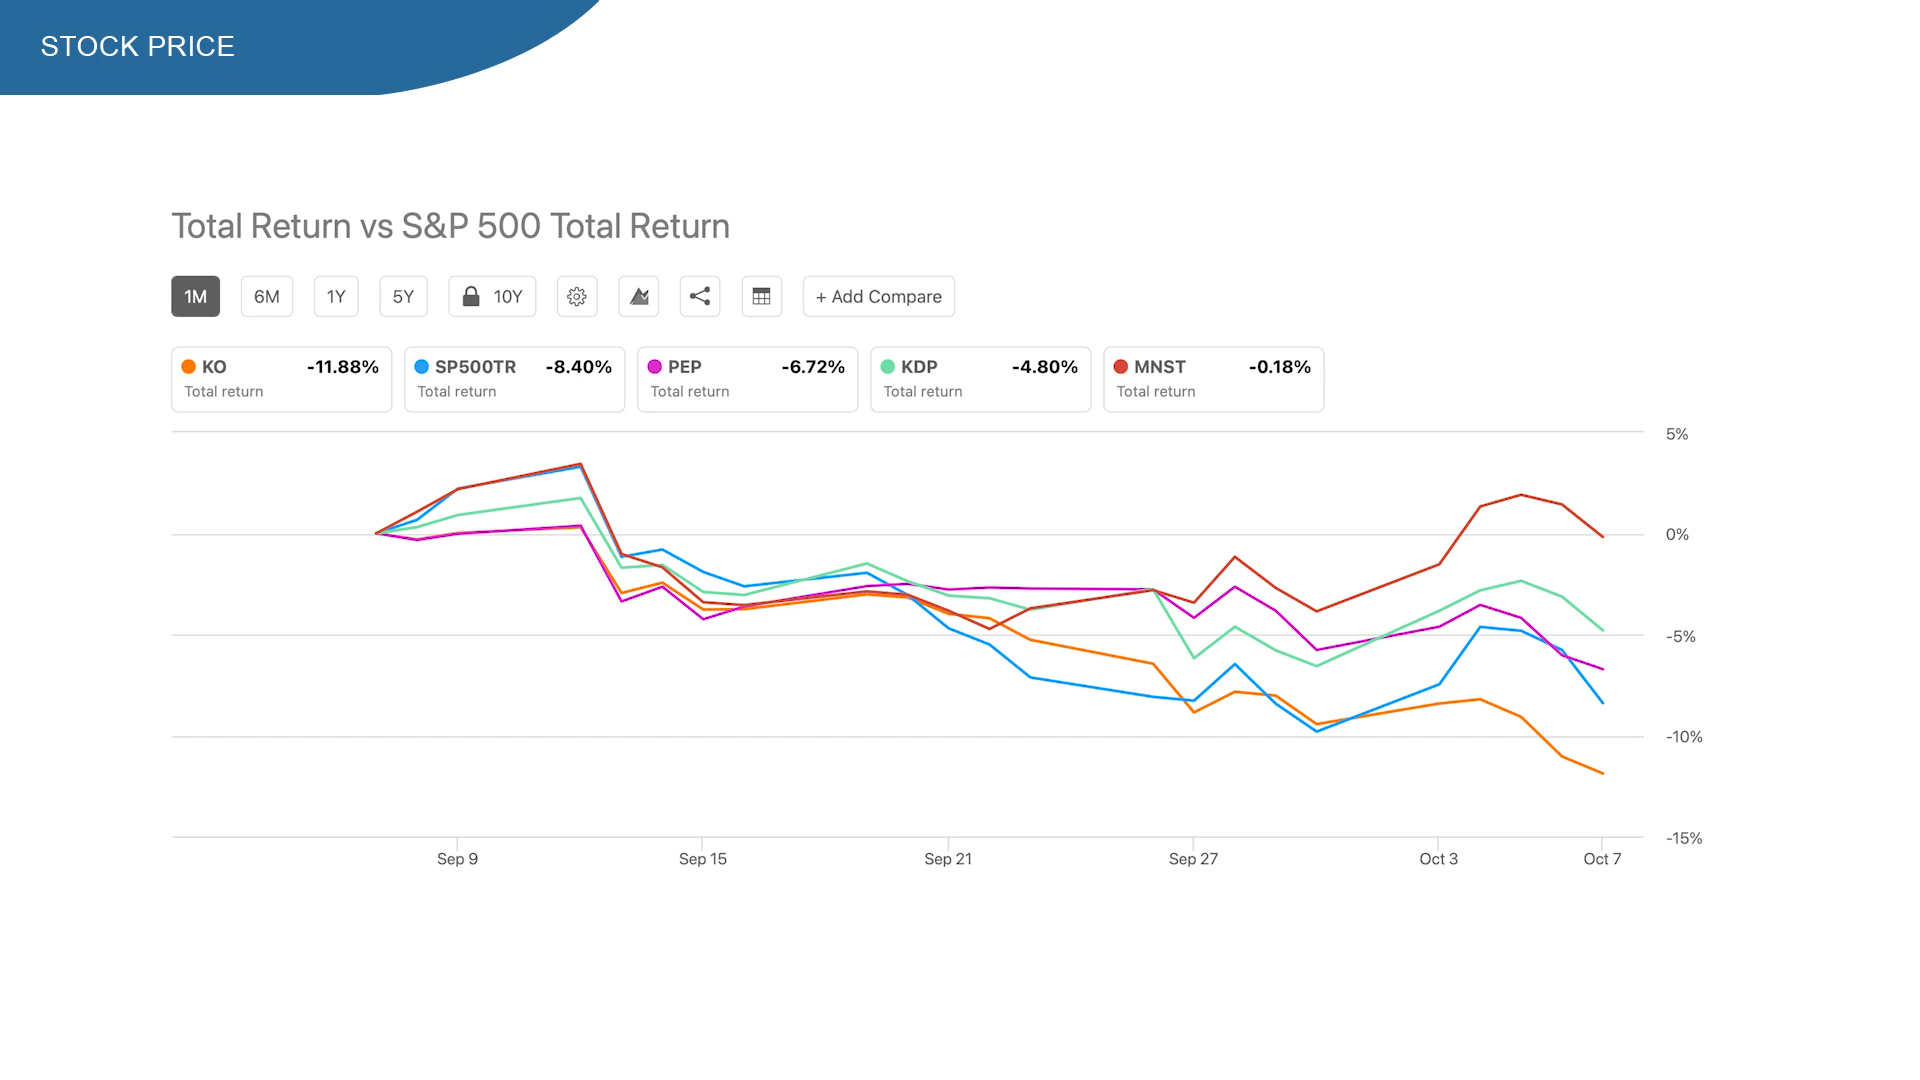 STOCK PRICE
Total Return vs S&P 500 Total Return
1M 6M 1Y 5Y 10Y + Add Compare
KO -11.88% SP500TR -8.40% PEP -6.72% KDP -4.80% MNST -0.18%
Total return Total return Total return Total return Total return
5%
0%
-5%
-10%
-15%
Sep 9 Sep 15 Sep 21 Sep 27 Oct 3 Oct 7